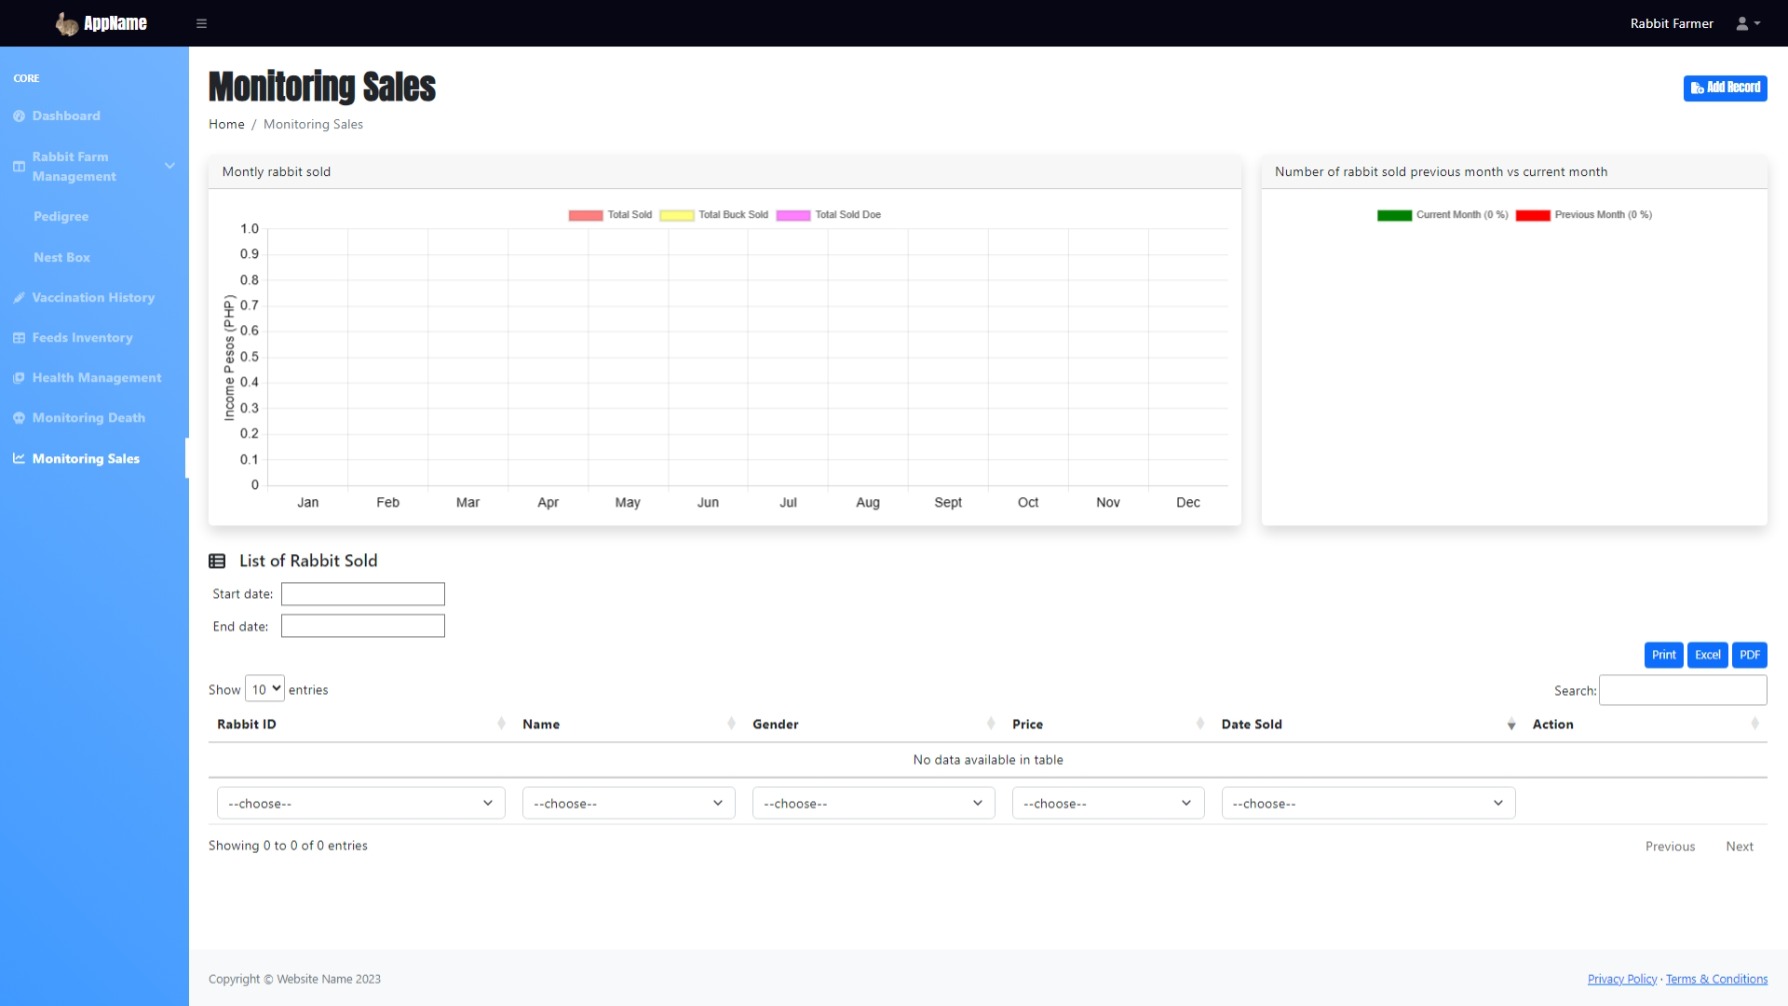 AppName
Rabbit Farmer
CORE
Dashboard
Rabbit Farm
Management
Pedigree
Nest Box
Vaccination History
Feeds Inventory
Health Management
Monitoring Death
Monitoring Sales
Monitoring Sales
Add Record
Home / Monitoring Sales
Montly rabbit sold
Total Sold Total Buck Sold Total Sold Doe
Income Pesos (PHP)
1.0
0.9
0.8
0.7
0.6
0.5
0.4
0.3
0.2
0.1
0
Jan Feb Mar Apr May Jun Jul Aug Sept Oct Nov Dec
Number of rabbit sold previous month vs current month
Current Month (0 %) Previous Month (0 %)
List of Rabbit Sold
Start date:
End date:
Print Excel PDF
Show 10 entries
Search:
Rabbit ID Name Gender Price Date Sold Action
No data available in table
--choose-- --choose-- --choose-- --choose-- --choose--
Showing 0 to 0 of 0 entries
Previous Next
Copyright © Website Name 2023
Privacy Policy · Terms & Conditions